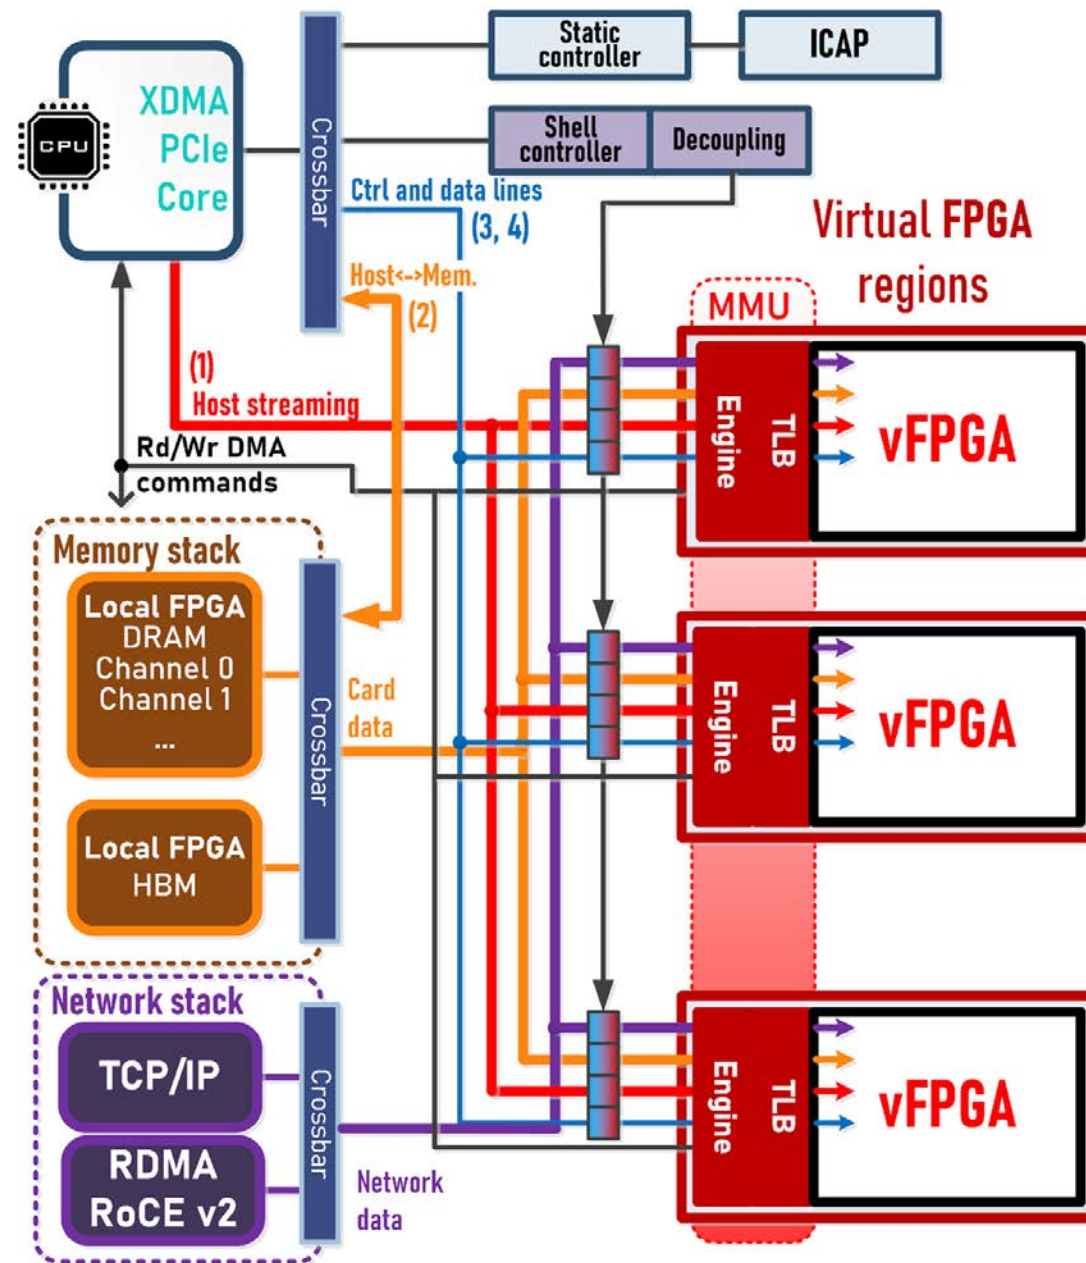 Static
controller
ICAP
XDMA
PCIe
Core
CPU
Crossbar
Shell
controller
Decoupling
Ctrl and data lines
(3, 4)
Virtual FPGA
regions
Host<->Mem.
(2)
MMU
(1)
Host streaming
Rd/Wr DMA
commands
Engine
TLB
vFPGA
Memory stack
Local FPGA
DRAM
Channel 0
Channel 1
...
Crossbar
Card
data
Engine
TLB
vFPGA
Local FPGA
HBM
Network stack
TCP/IP
RDMA
RoCE v2
Crossbar
Network
data
Engine
TLB
vFPGA